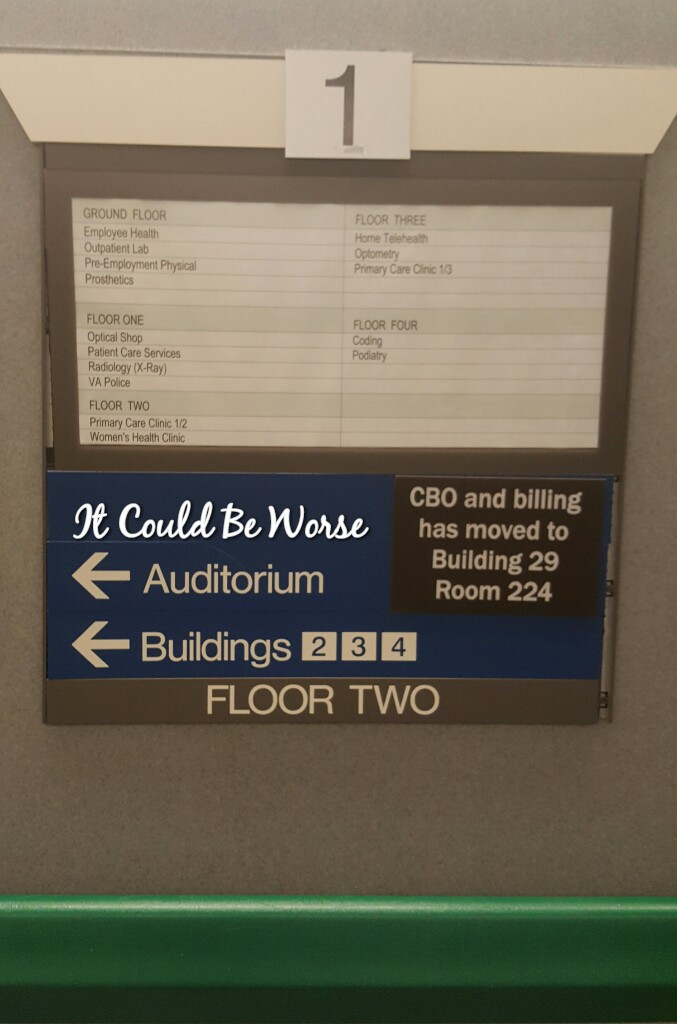 1
GROUND FLOOR
Employee Health
Outpatient Lab
Pre-Employment Physical
Prosthetics
FLOOR ONE
Optical Shop
Patient Care Services
Radiology (X-Ray)
VA Police
FLOOR TWO
Primary Care Clinic 1/2
Women's Health Clinic
FLOOR THREE
Home Telehealth
Optometry
Primary Care Clinic 1/3
FLOOR FOUR
Coding
Podiatry
It Could Be Worse
← Auditorium
← Buildings 2 3 4
CBO and billing
has moved to
Building 29
Room 224
FLOOR TWO